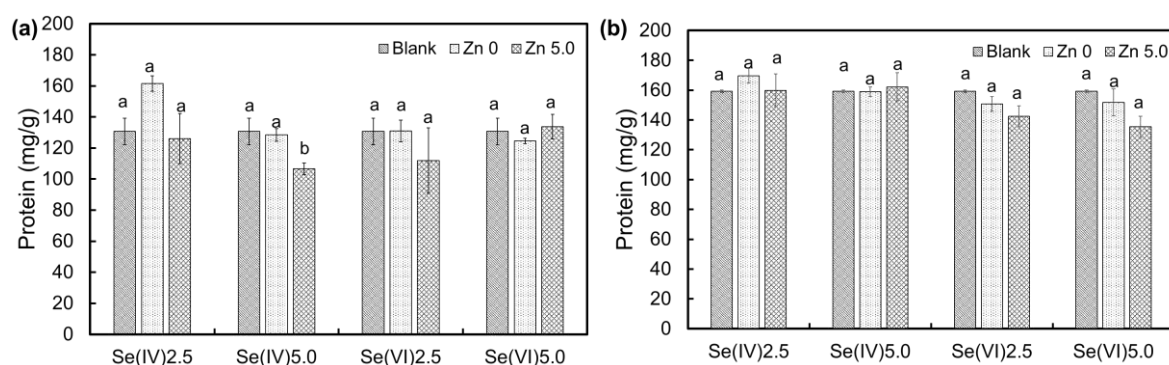 (a)
Protein (mg/g)
200
180
160
140
120
100
80
60
40
20
0
Blank Zn 0 Zn 5.0
a a a
a a b
a a a
a a a
Se(IV)2.5 Se(IV)5.0 Se(VI)2.5 Se(VI)5.0
(b)
Protein (mg/g)
200
180
160
140
120
100
80
60
40
20
0
Blank Zn 0 Zn 5.0
a a a
a a a
a a a
a a a
Se(IV)2.5 Se(IV)5.0 Se(VI)2.5 Se(VI)5.0